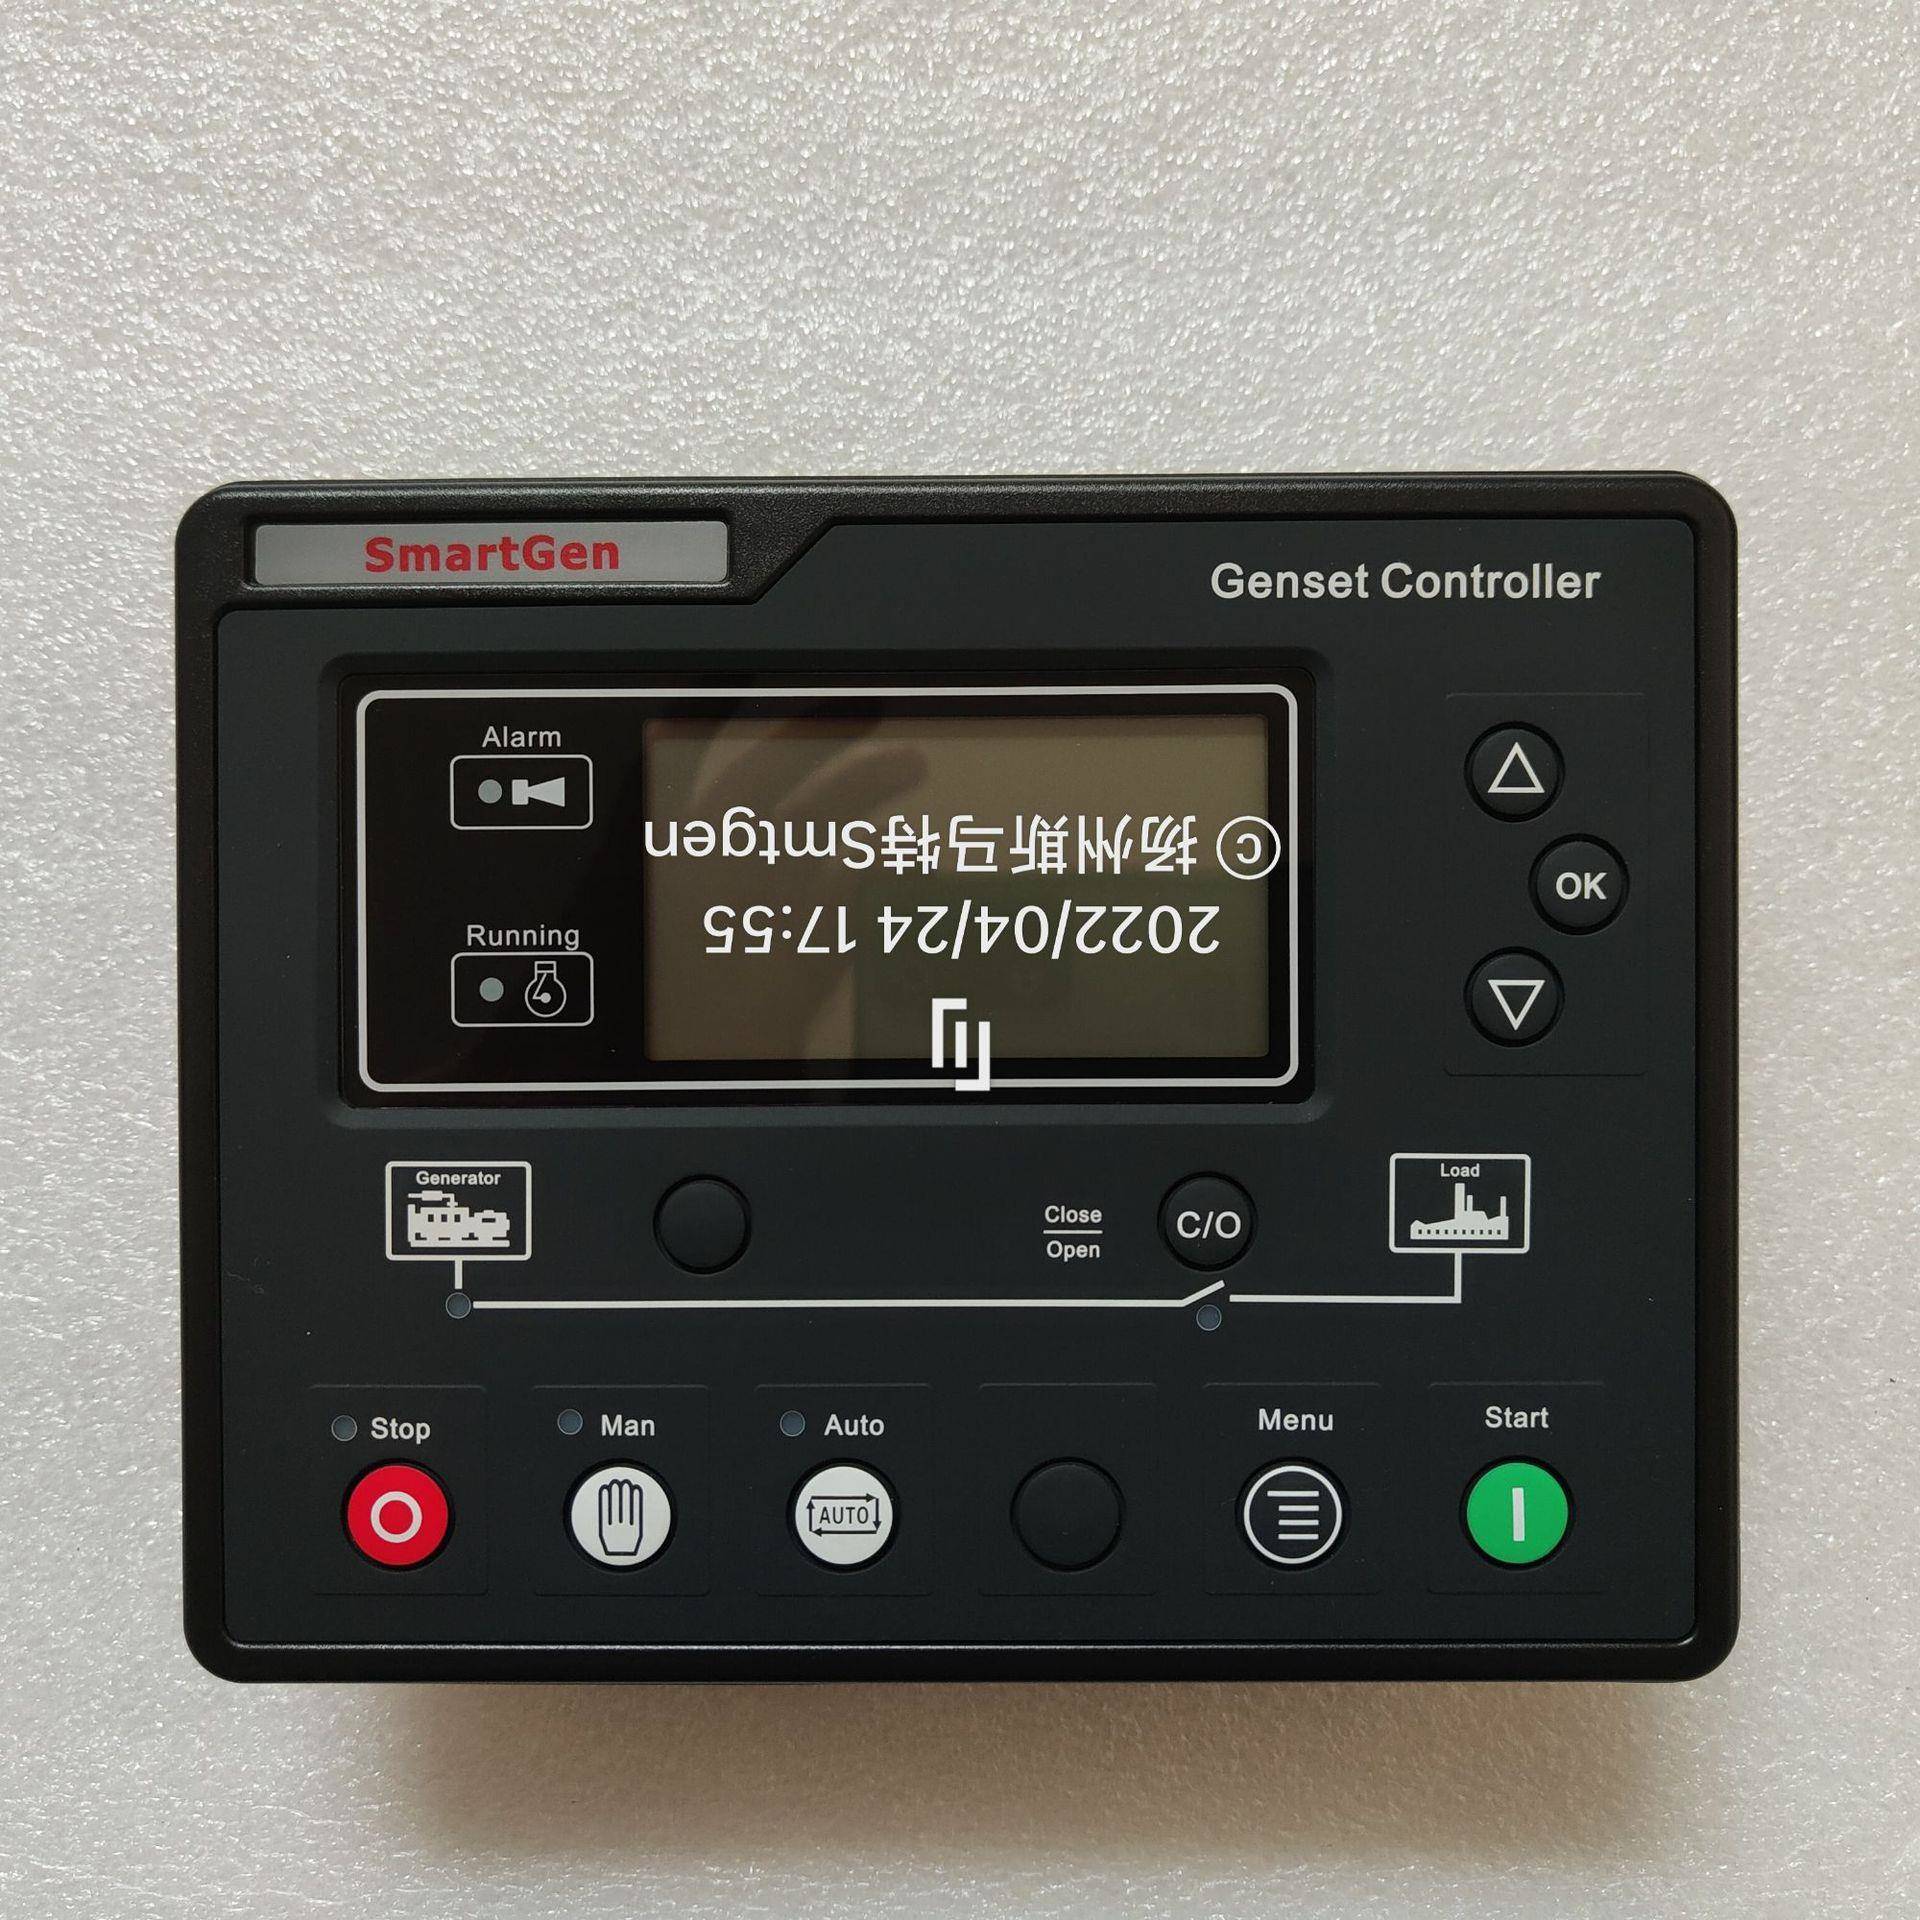 SmartGen
Genset Controller
Alarm
© 扬州斯马特Smtgen
2022/04/24 17:55
Running
OK
Generator
Close
Open
C/O
Load
Stop
Man
Auto
Menu
Start
AUTO